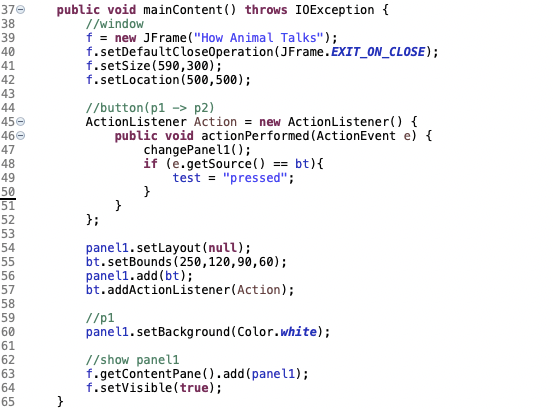 37 public void mainContent() throws IOException {
38 //window
39 f = new JFrame("How Animal Talks");
40 f.setDefaultCloseOperation(JFrame.EXIT_ON_CLOSE);
41 f.setSize(590,300);
42 f.setLocation(500,500);
43
44 //button(p1 -> p2)
45 ActionListener Action = new ActionListener() {
46 public void actionPerformed(ActionEvent e) {
47 changePanel1();
48 if (e.getSource() == bt){
49 test = "pressed";
50 }
51 }
52 };
53
54 panel1.setLayout(null);
55 bt.setBounds(250,120,90,60);
56 panel1.add(bt);
57 bt.addActionListener(Action);
58
59 //p1
60 panel1.setBackground(Color.white);
61
62 //show panel1
63 f.getContentPane().add(panel1);
64 f.setVisible(true);
65 }